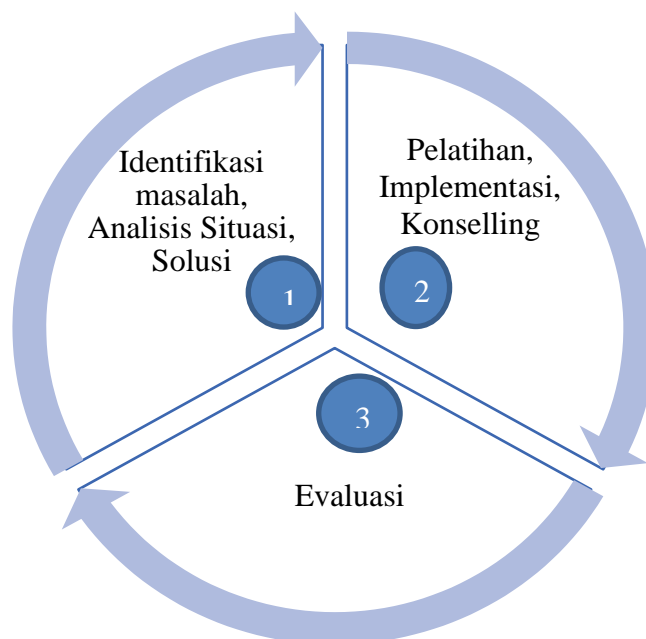 Identifikasi
masalah,
Analisis Situasi,
Solusi
1
Pelatihan,
Implementasi,
Konselling
2
3
Evaluasi